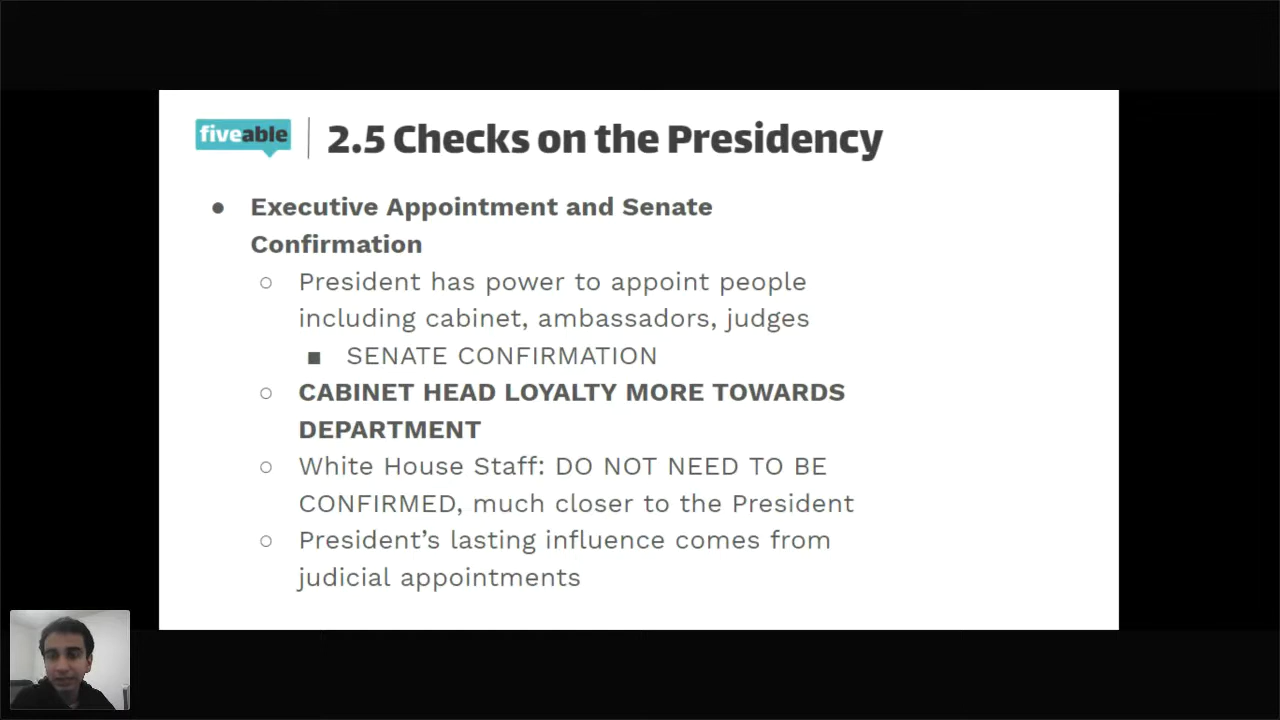 fiveable
2.5 Checks on the Presidency
● Executive Appointment and Senate
Confirmation
○ President has power to appoint people
including cabinet, ambassadors, judges
■ SENATE CONFIRMATION
○ CABINET HEAD LOYALTY MORE TOWARDS
DEPARTMENT
○ White House Staff: DO NOT NEED TO BE
CONFIRMED, much closer to the President
○ President’s lasting influence comes from
judicial appointments